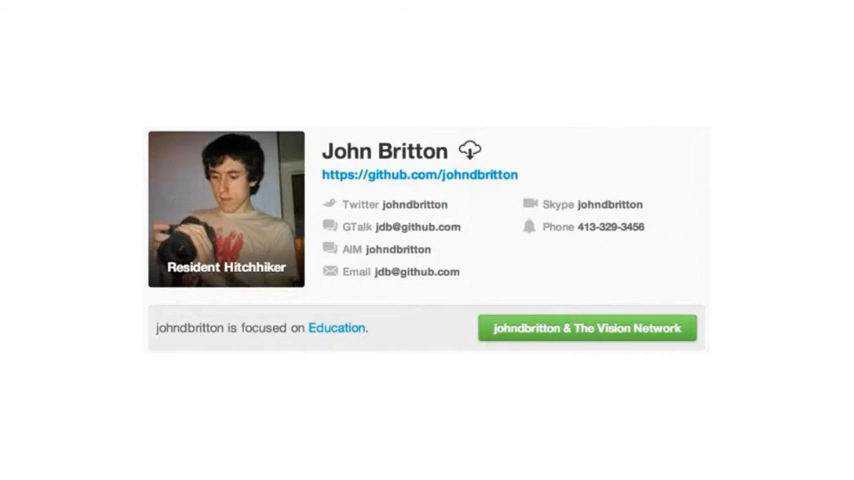 John Britton
https://github.com/johndbritton
Twitter johndbritton
Skype johndbritton
GTalk jdb@github.com
Phone 413-329-3456
AIM johndbritton
Email jdb@github.com
Resident Hitchhiker
johndbritton is focused on Education.
johndbritton & The Vision Network